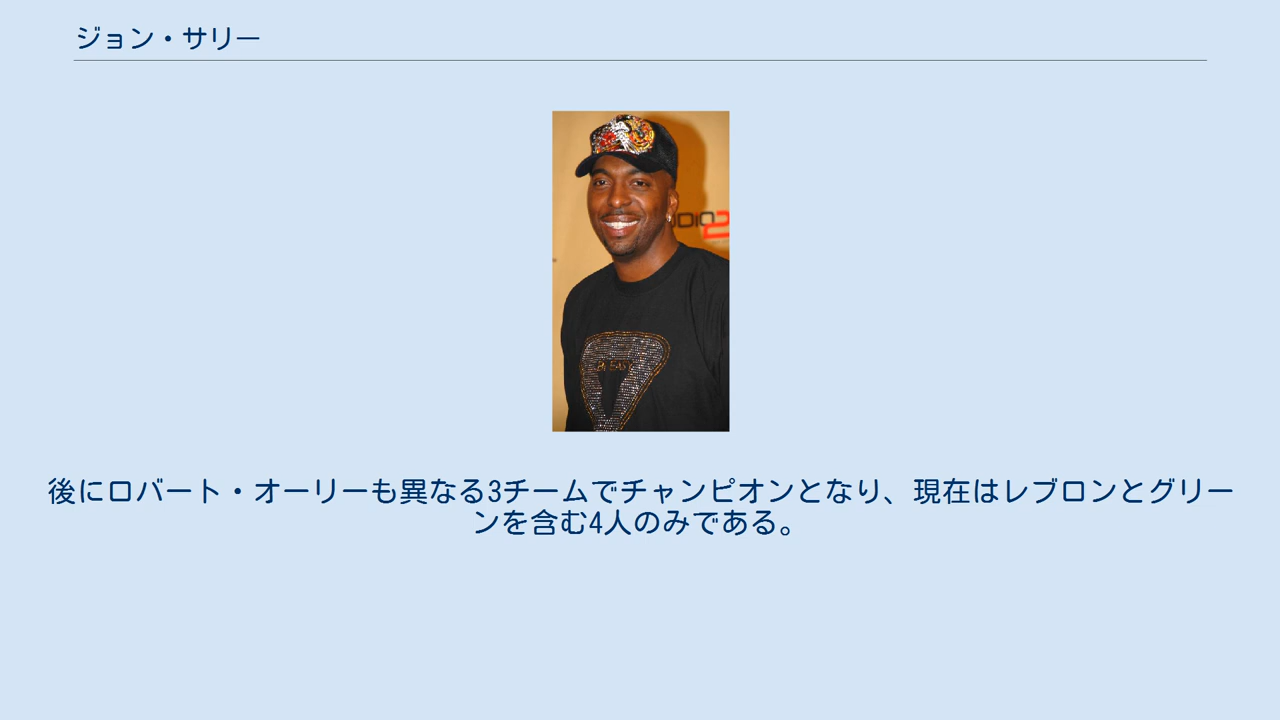 ジョン・サリー
後にロバート・オーリーも異なる3チームでチャンピオンとなり、現在はレブロンとグリー
ンを含む4人のみである。